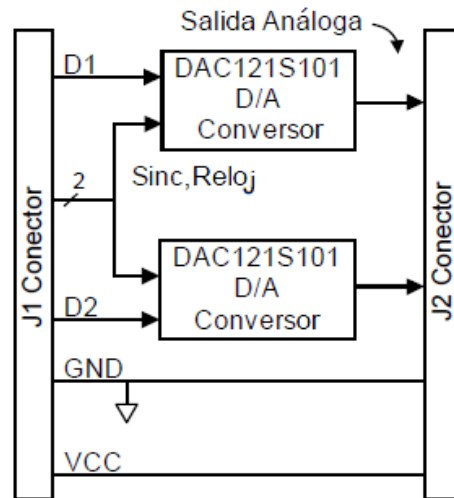 Salida Análoga
D1
DAC121S101
D/A
Conversor
2
Sinc,Reloj
J1 Conector
J2 Conector
DAC121S101
D/A
Conversor
D2
GND
VCC